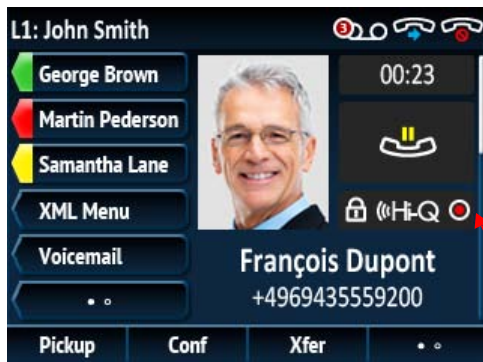 L1: John Smith
3
George Brown
00:23
Martin Pederson
Samantha Lane
XML Menu
Hi-Q
Voicemail
François Dupont
+4969435559200
Pickup
Conf
Xfer